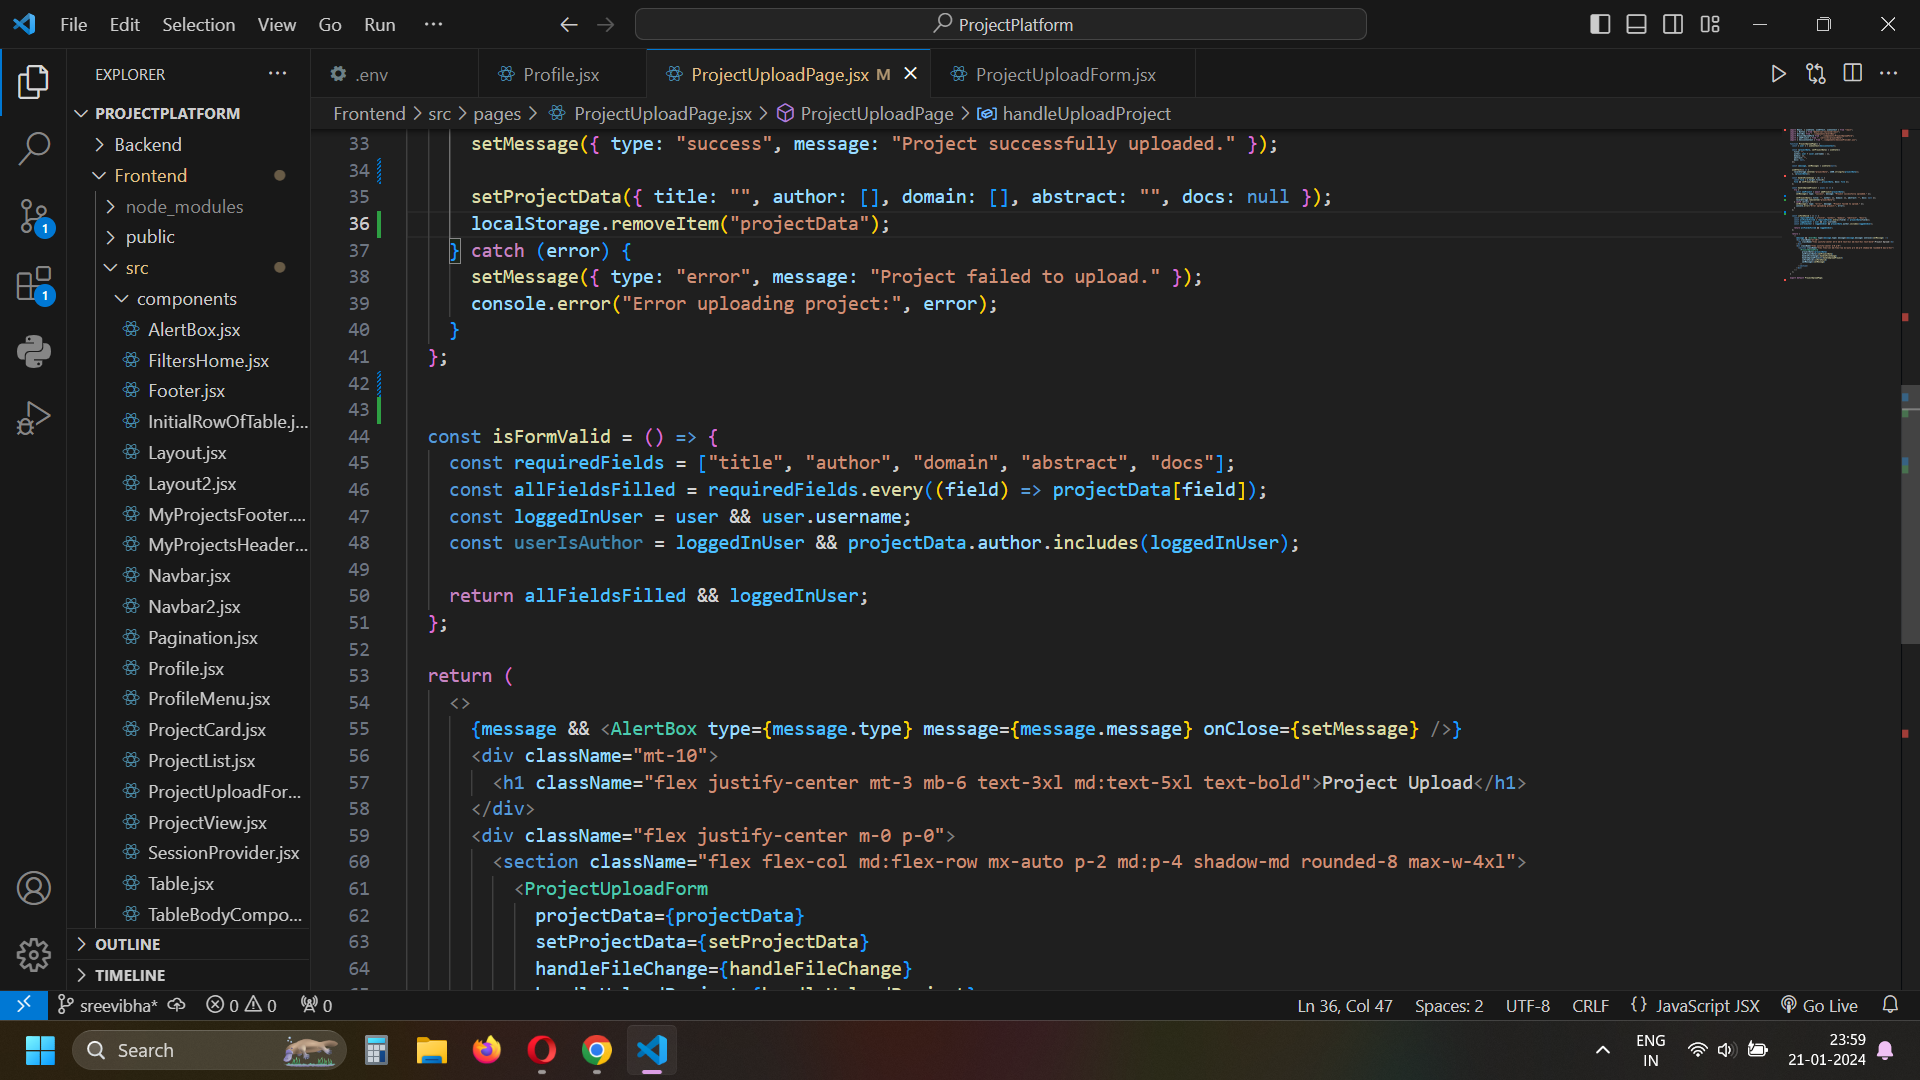 File Edit Selection View Go Run ···
ProjectPlatform
EXPLORER ···
PROJECTPLATFORM
Backend
Frontend
node_modules
public
src
components
AlertBox.jsx
FiltersHome.jsx
Footer.jsx
InitialRowOfTable.j...
Layout.jsx
Layout2.jsx
MyProjectsFooter....
MyProjectsHeader...
Navbar.jsx
Navbar2.jsx
Pagination.jsx
Profile.jsx
ProfileMenu.jsx
ProjectCard.jsx
ProjectList.jsx
ProjectUploadFor...
ProjectView.jsx
SessionProvider.jsx
Table.jsx
TableBodyCompo...
OUTLINE
TIMELINE
1
1
.env Profile.jsx ProjectUploadPage.jsx M ProjectUploadForm.jsx
Frontend > src > pages > ProjectUploadPage.jsx > ProjectUploadPage > handleUploadProject
33 setMessage({ type: "success", message: "Project successfully uploaded." });
34
35 setProjectData({ title: "", author: [], domain: [], abstract: "", docs: null });
36 localStorage.removeItem("projectData");
37 } catch (error) {
38 setMessage({ type: "error", message: "Project failed to upload." });
39 console.error("Error uploading project:", error);
40 }
41 };
42
43
44 const isFormValid = () => {
45 const requiredFields = ["title", "author", "domain", "abstract", "docs"];
46 const allFieldsFilled = requiredFields.every((field) => projectData[field]);
47 const loggedInUser = user && user.username;
48 const userIsAuthor = loggedInUser && projectData.author.includes(loggedInUser);
49
50 return allFieldsFilled && loggedInUser;
51 };
52
53 return (
54 <>
55 {message && <AlertBox type={message.type} message={message.message} onClose={setMessage} />}
56 <div className="mt-10">
57 <h1 className="flex justify-center mt-3 mb-6 text-3xl md:text-5xl text-bold">Project Upload</h1>
58 </div>
59 <div className="flex justify-center m-0 p-0">
60 <section className="flex flex-col md:flex-row mx-auto p-2 md:p-4 shadow-md rounded-8 max-w-4xl">
61 <ProjectUploadForm
62 projectData={projectData}
63 setProjectData={setProjectData}
64 handleFileChange={handleFileChange}
sreevibha* 0 0 0
Ln 36, Col 47 Spaces: 2 UTF-8 CRLF {} JavaScript JSX Go Live
Search
ENG
IN
23:59
21-01-2024